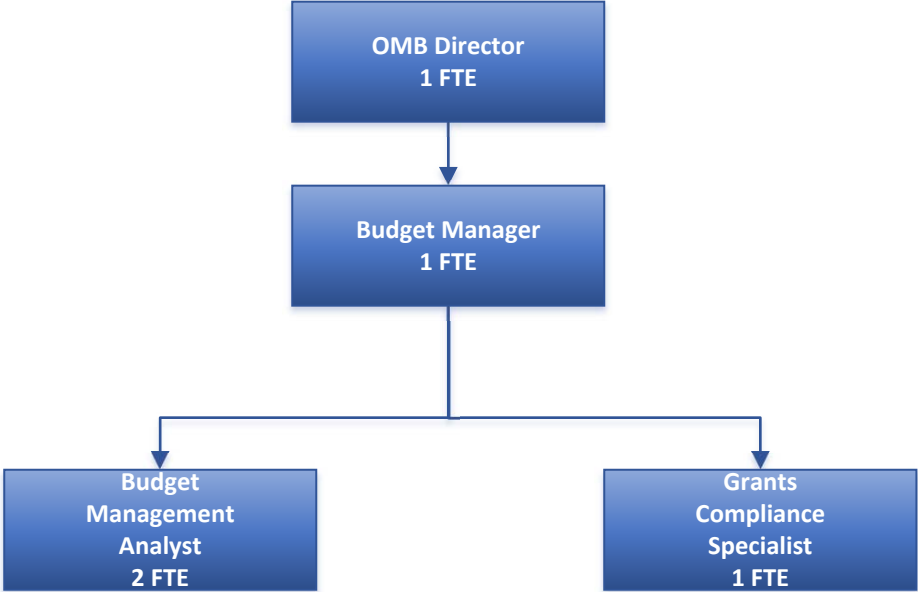 OMB Director
1 FTE
Budget Manager
1 FTE
Budget
Management
Analyst
2 FTE
Grants
Compliance
Specialist
1 FTE